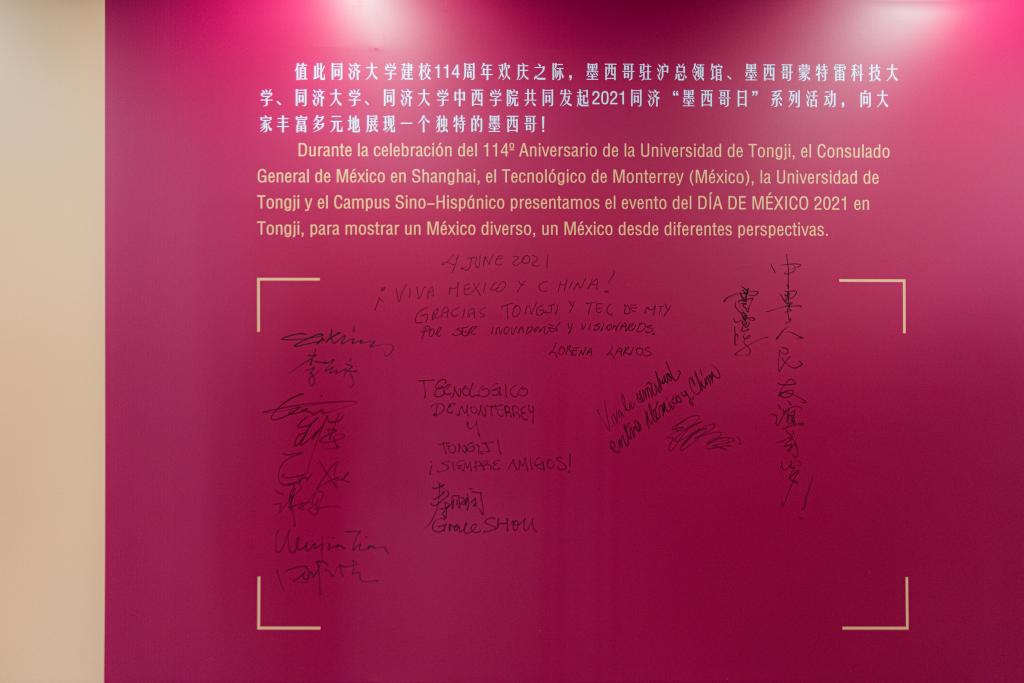 值此同济大学建校114周年欢庆之际，墨西哥驻沪总领馆、墨西哥蒙特雷科技大
学、同济大学、同济大学中西学院共同发起2021同济“墨西哥日”系列活动，向大
家丰富多元地展现一个独特的墨西哥！
Durante la celebración del 114º Aniversario de la Universidad de Tongji, el Consulado
General de México en Shanghai, el Tecnológico de Monterrey (México), la Universidad de
Tongji y el Campus Sino-Hispánico presentamos el evento del DÍA DE MÉXICO 2021 en
Tongji, para mostrar un México diverso, un México desde diferentes perspectivas.
4 JUNE 2021
¡VIVA MEXICO Y CHINA!
GRACIAS TONGJI Y TEC DE MTY
POR SER INOVADORES Y VISIONARIOS.
LORENA LARIOS
TECNOLOGICO
DE MONTERREY
Y
TONGJI
¡SIEMPRE AMIGOS!
Grace SHOU
Viva la amistad
entre México y China
中墨人民友谊万岁!